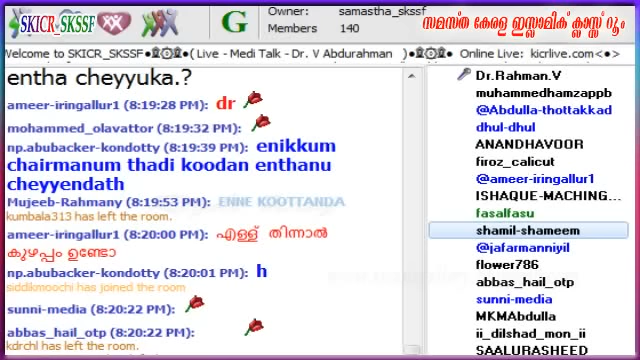 SKICR_SKSSF
G
Owner: samastha_skssf
Members 140
സമസ്ത കേരള ഇസ്ലാമിക് ക്ലാസ്സ് റൂം
Welcome to SKICR_SKSSF ( Live - Medi Talk - Dr. V Abdurahman ) Online Live: kicrlive.com <
entha cheyyuka.?
ameer-iringallur1 (8:19:28 PM): dr
mohammed_olavattor (8:19:32 PM):
np.abubacker-kondotty (8:19:39 PM): enikkum
chairmanum thadi koodan enthanu
cheyyendath
Mujeeb-Rahmany (8:19:53 PM): ENNE KOOTTANDA
kumbala313 has left the room.
ameer-iringallur1 (8:20:00 PM): എള്ള് തിന്നാൽ
കുഴപ്പം ഉണ്ടോ
np.abubacker-kondotty (8:20:01 PM): h
siddikmoochi has joined the room
sunni-media (8:20:22 PM):
abbas_hail_otp (8:20:22 PM):
kdrchl has left the room.
Dr.Rahman.V
muhammedhamzappb
@Abdulla-thottakkad
dhul-dhul
ANANDHAVOOR
firoz_calicut
@ameer-iringallur1
ISHAQUE-MACHING...
fasalfasu
shamil-shameem
@jafarmanniyil
flower786
abbas_hail_otp
sunni-media
MKMAbdulla
ii_dilshad_mon_ii
SAALURASHEED